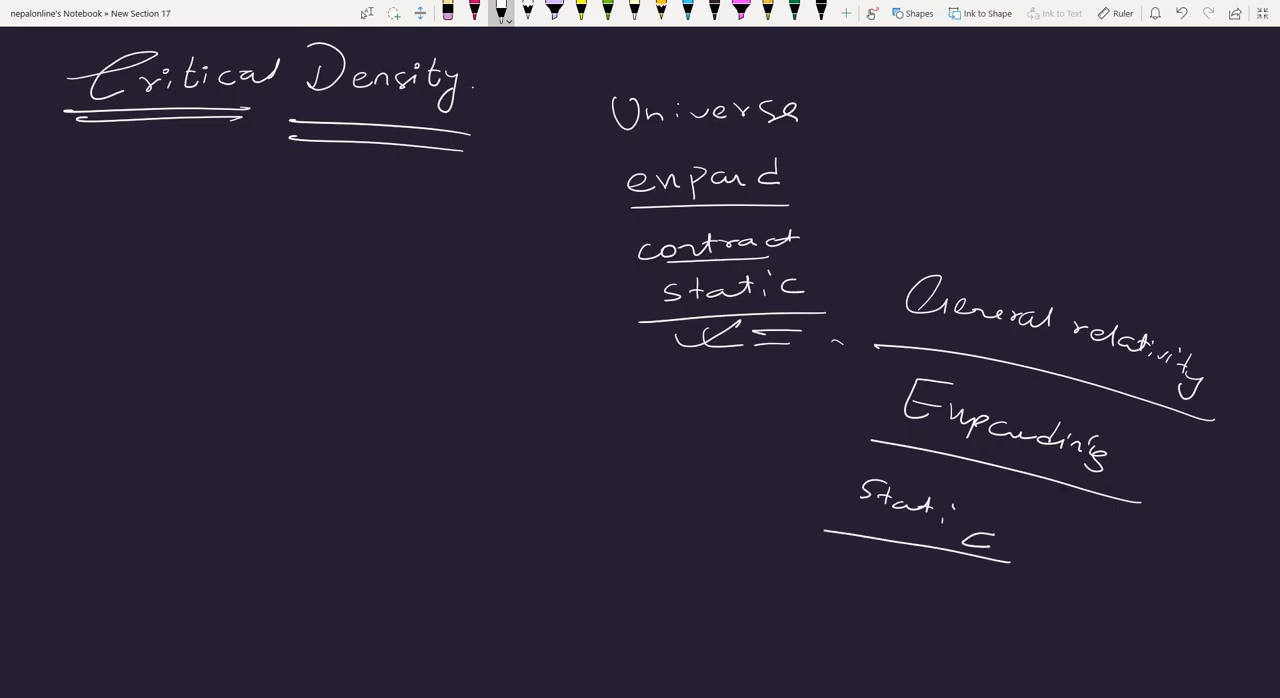 nepalonline's Notebook » New Section 17
Shapes Ink to Shape Ink to Text Ruler
Critical Density.
Universe
expand
contract
static
General relativity
Expanding
static